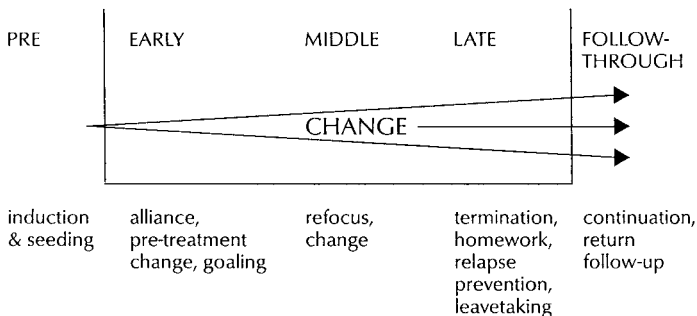 PRE
EARLY
MIDDLE
LATE
FOLLOW-
THROUGH
CHANGE
induction
& seeding
alliance,
pre-treatment
change, goaling
refocus,
change
termination,
homework,
relapse
prevention,
leavetaking
continuation,
return
follow-up